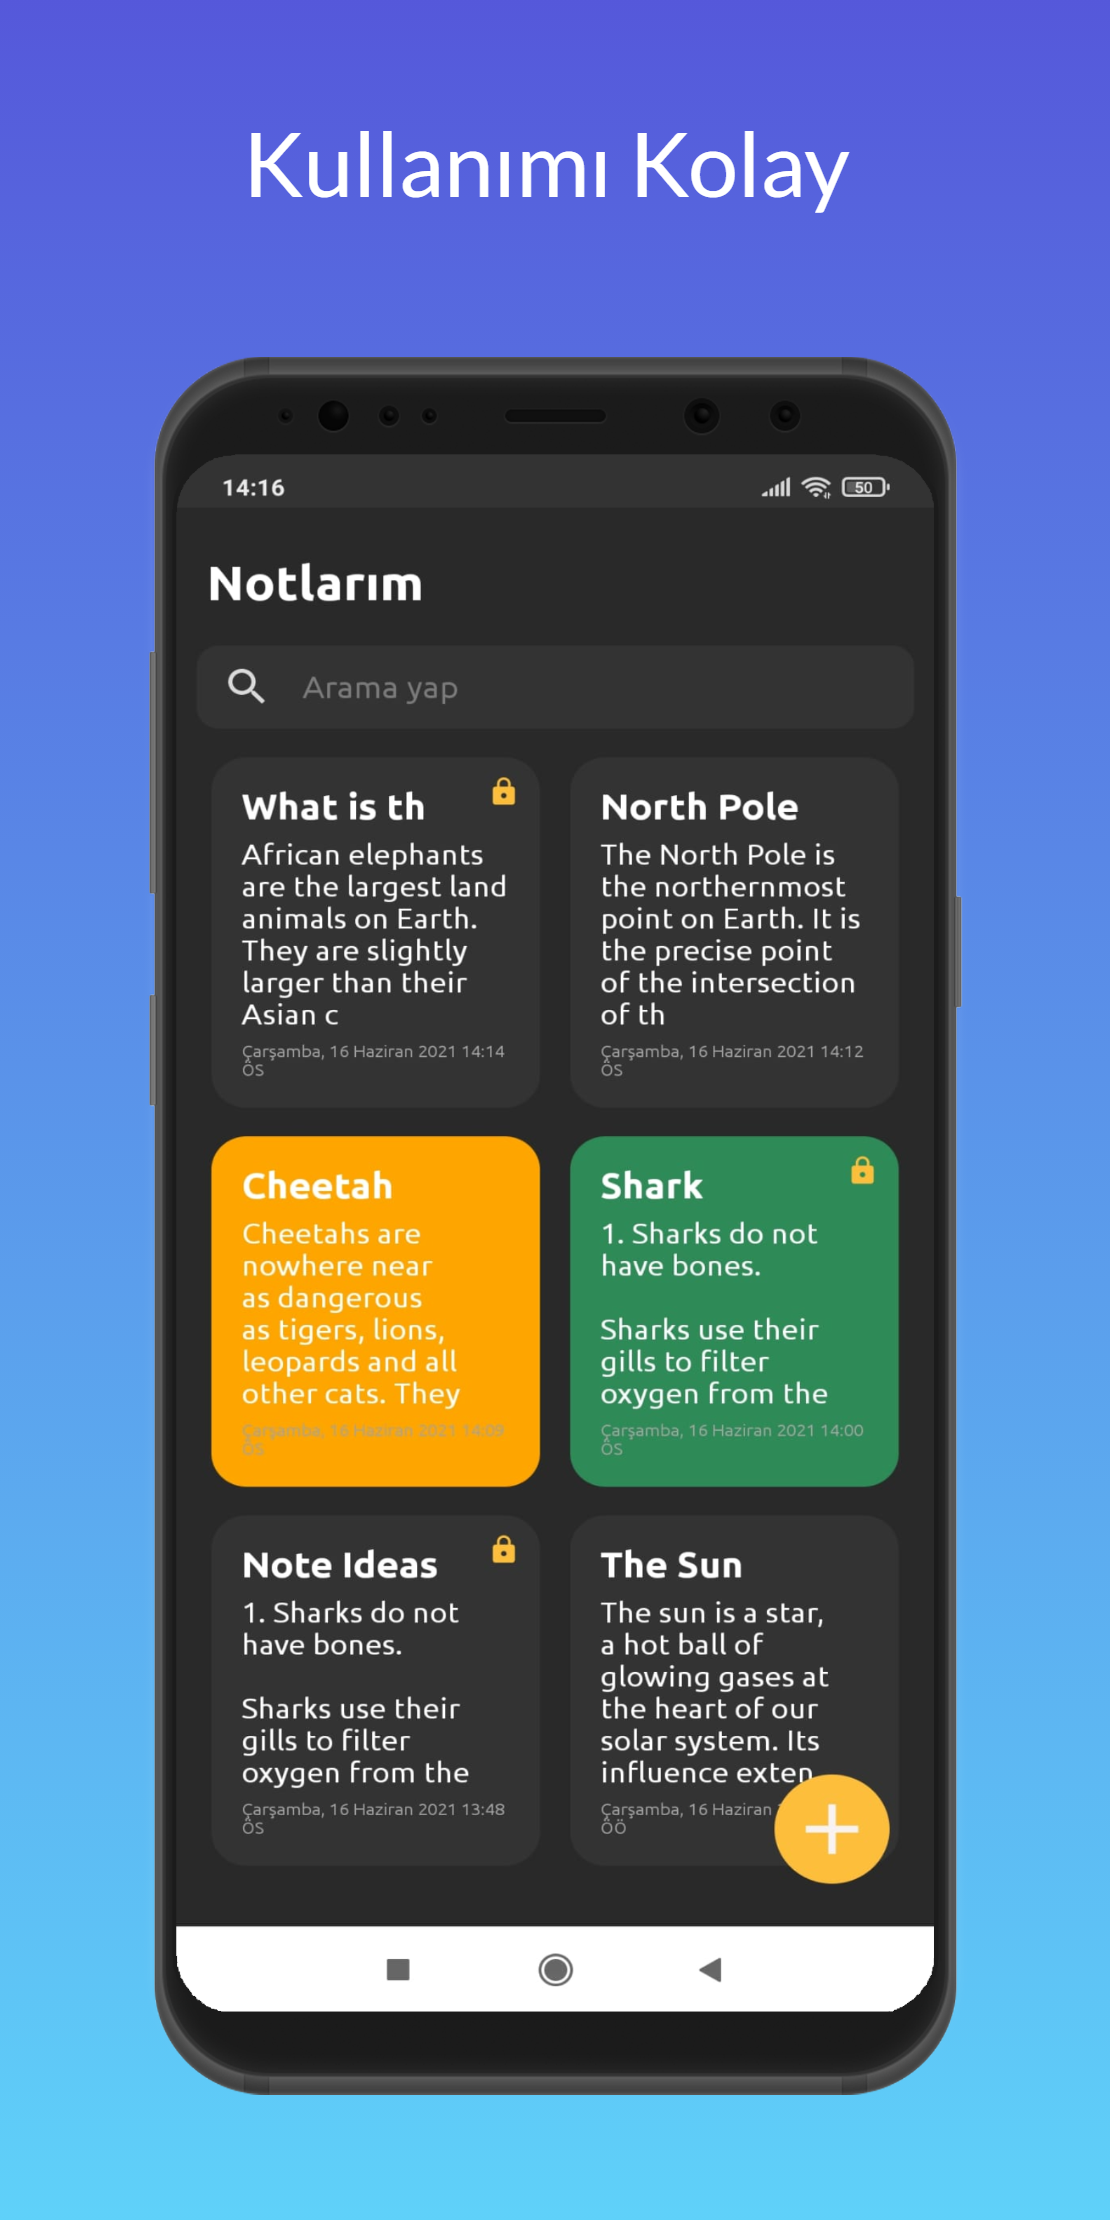 Kullanımı Kolay
14:16
50
Notlarım
Arama yap
What is th
African elephants
are the largest land
animals on Earth.
They are slightly
larger than their
Asian c
Çarşamba, 16 Haziran 2021 14:14
ÖS
North Pole
The North Pole is
the northernmost
point on Earth. It is
the precise point
of the intersection
of th
Çarşamba, 16 Haziran 2021 14:12
ÖS
Cheetah
Cheetahs are
nowhere near
as dangerous
as tigers, lions,
leopards and all
other cats. They
Çarşamba, 16 Haziran 2021 14:09
ÖS
Shark
1. Sharks do not
have bones.
Sharks use their
gills to filter
oxygen from the
Çarşamba, 16 Haziran 2021 14:00
ÖS
Note Ideas
1. Sharks do not
have bones.
Sharks use their
gills to filter
oxygen from the
Çarşamba, 16 Haziran 2021 13:48
ÖS
The Sun
The sun is a star,
a hot ball of
glowing gases at
the heart of our
solar system. Its
influence exten
Çarşamba, 16 Haziran
ÖÖ